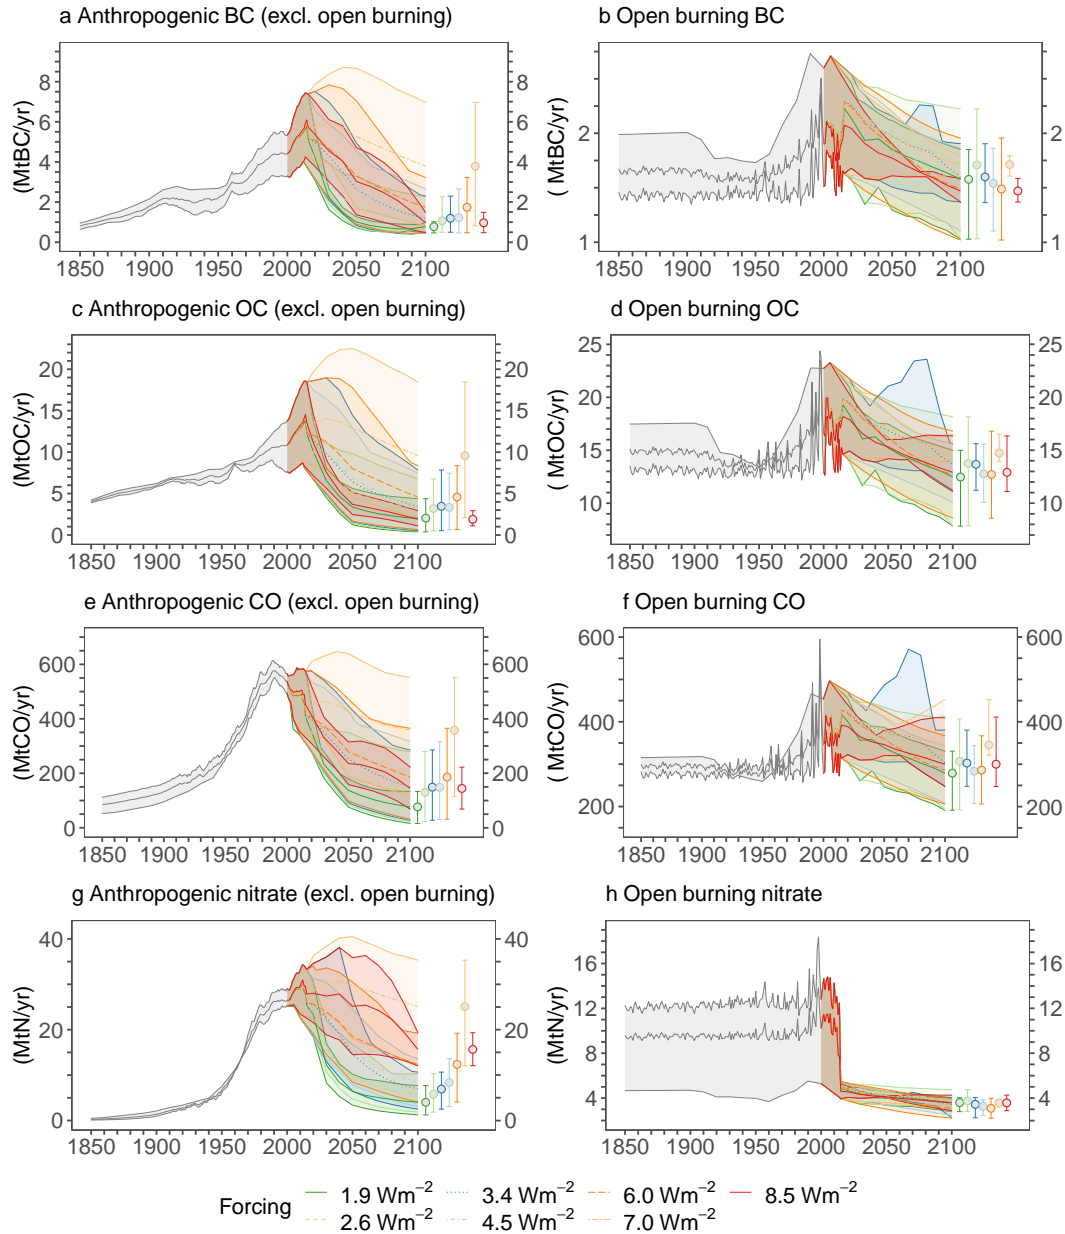 a Anthropogenic BC (excl. open burning)
b Open burning BC
(MtBC/yr)
8
6
4
2
0
8
6
4
2
0
1850 1900 1950 2000 2050 2100
( MtBC/yr)
2
1
2
1
1850 1900 1950 2000 2050 2100
c Anthropogenic OC (excl. open burning)
d Open burning OC
(MtOC/yr)
20
15
10
5
0
20
15
10
5
0
1850 1900 1950 2000 2050 2100
( MtOC/yr)
25
20
15
10
25
20
15
10
1850 1900 1950 2000 2050 2100
e Anthropogenic CO (excl. open burning)
f Open burning CO
(MtCO/yr)
600
400
200
0
600
400
200
0
1850 1900 1950 2000 2050 2100
( MtCO/yr)
600
400
200
600
400
200
1850 1900 1950 2000 2050 2100
g Anthropogenic nitrate (excl. open burning)
h Open burning nitrate
(MtN/yr)
40
20
0
40
20
0
1850 1900 1950 2000 2050 2100
(MtN/yr)
16
12
8
4
16
12
8
4
1850 1900 1950 2000 2050 2100
Forcing
1.9 Wm−2 3.4 Wm−2 6.0 Wm−2 8.5 Wm−2
2.6 Wm−2 4.5 Wm−2 7.0 Wm−2